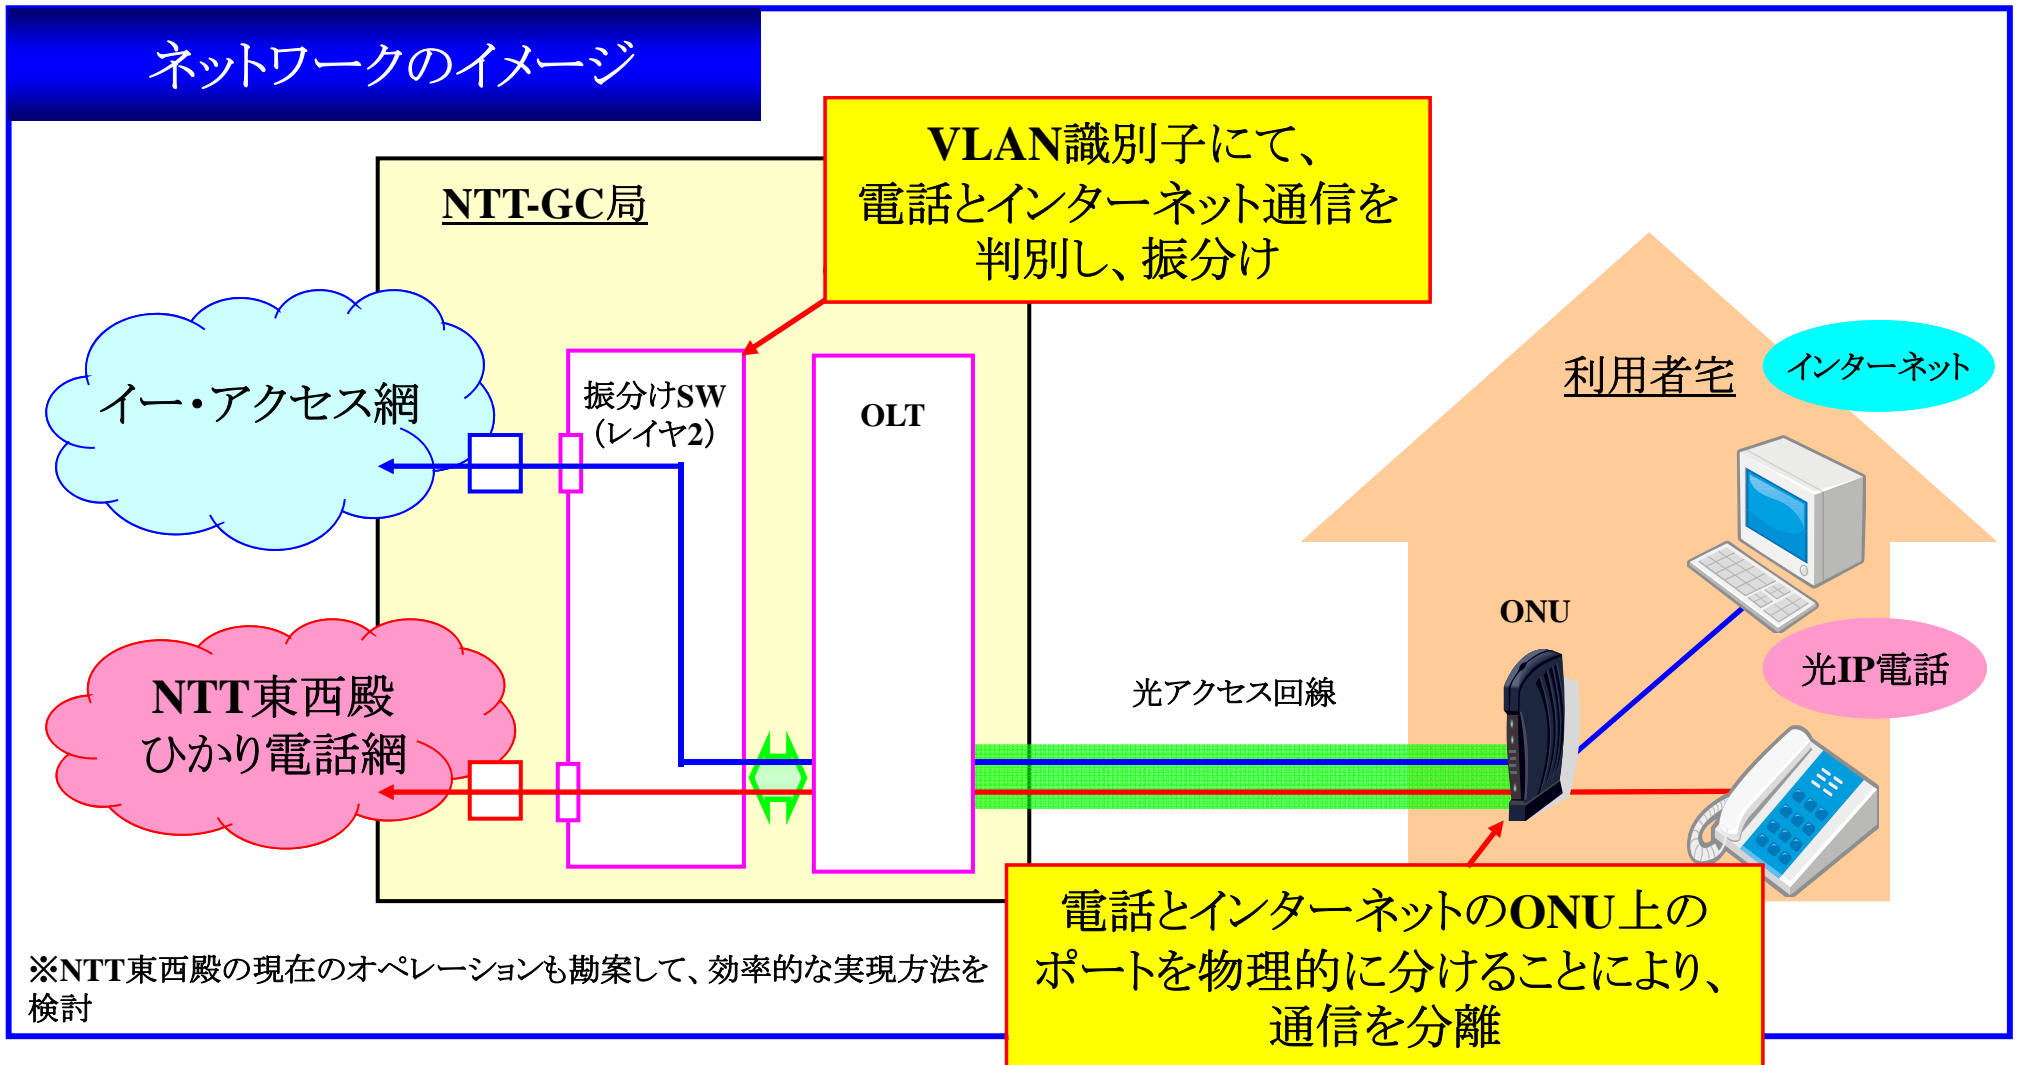 ネットワークのイメージ
VLAN識別子にて、
電話とインターネット通信を
判別し、振分け
NTT-GC局
イー・アクセス網
振分けSW
（レイヤ2）
OLT
利用者宅
インターネット
ONU
光IP電話
光アクセス回線
NTT東西殿
ひかり電話網
電話とインターネットのONU上の
ポートを物理的に分けることにより、
通信を分離
※NTT東西殿の現在のオペレーションも勘案して、効率的な実現方法を
検討